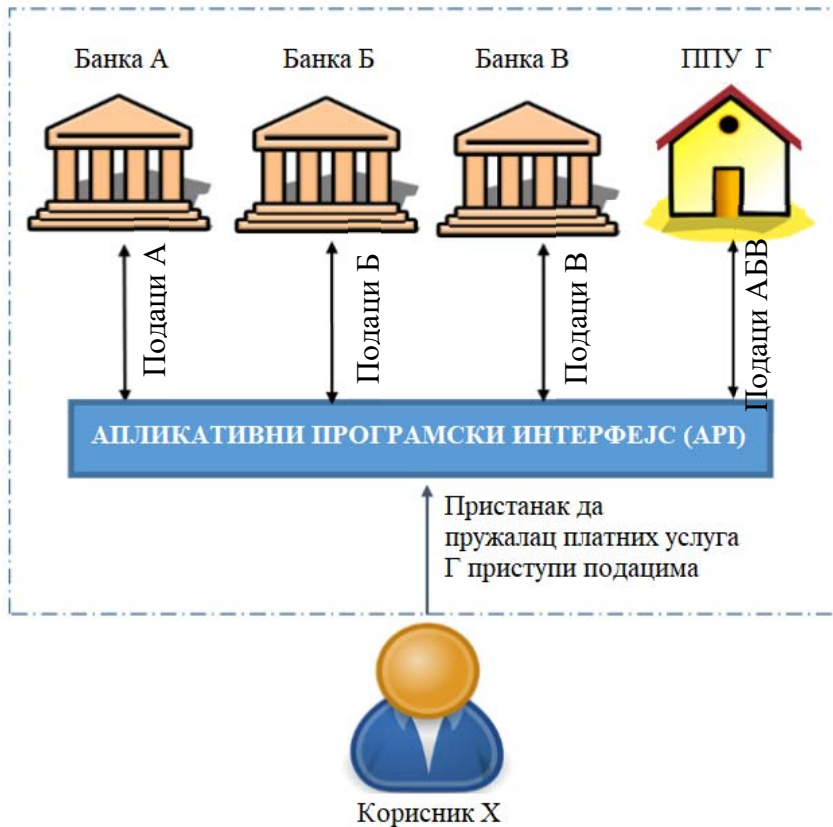 Банка А
Банка Б
Банка В
ППУ Г
Подаци А
Подаци Б
Подаци В
Подаци АБВ
АПЛИКАТИВНИ ПРОГРАМСКИ ИНТЕРФЕЈС (API)
Пристанак да
пружалац платних услуга
Г приступи подацима
Корисник X